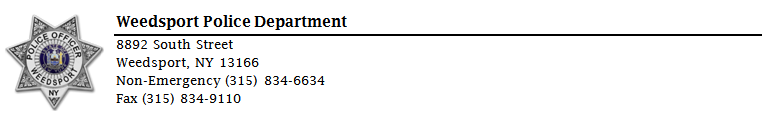 Weedsport Police Department
8892 South Street
Weedsport, NY 13166
Non-Emergency (315) 834-6634
Fax (315) 834-9110
POLICE OFFICER
WEEDSPORT
NY